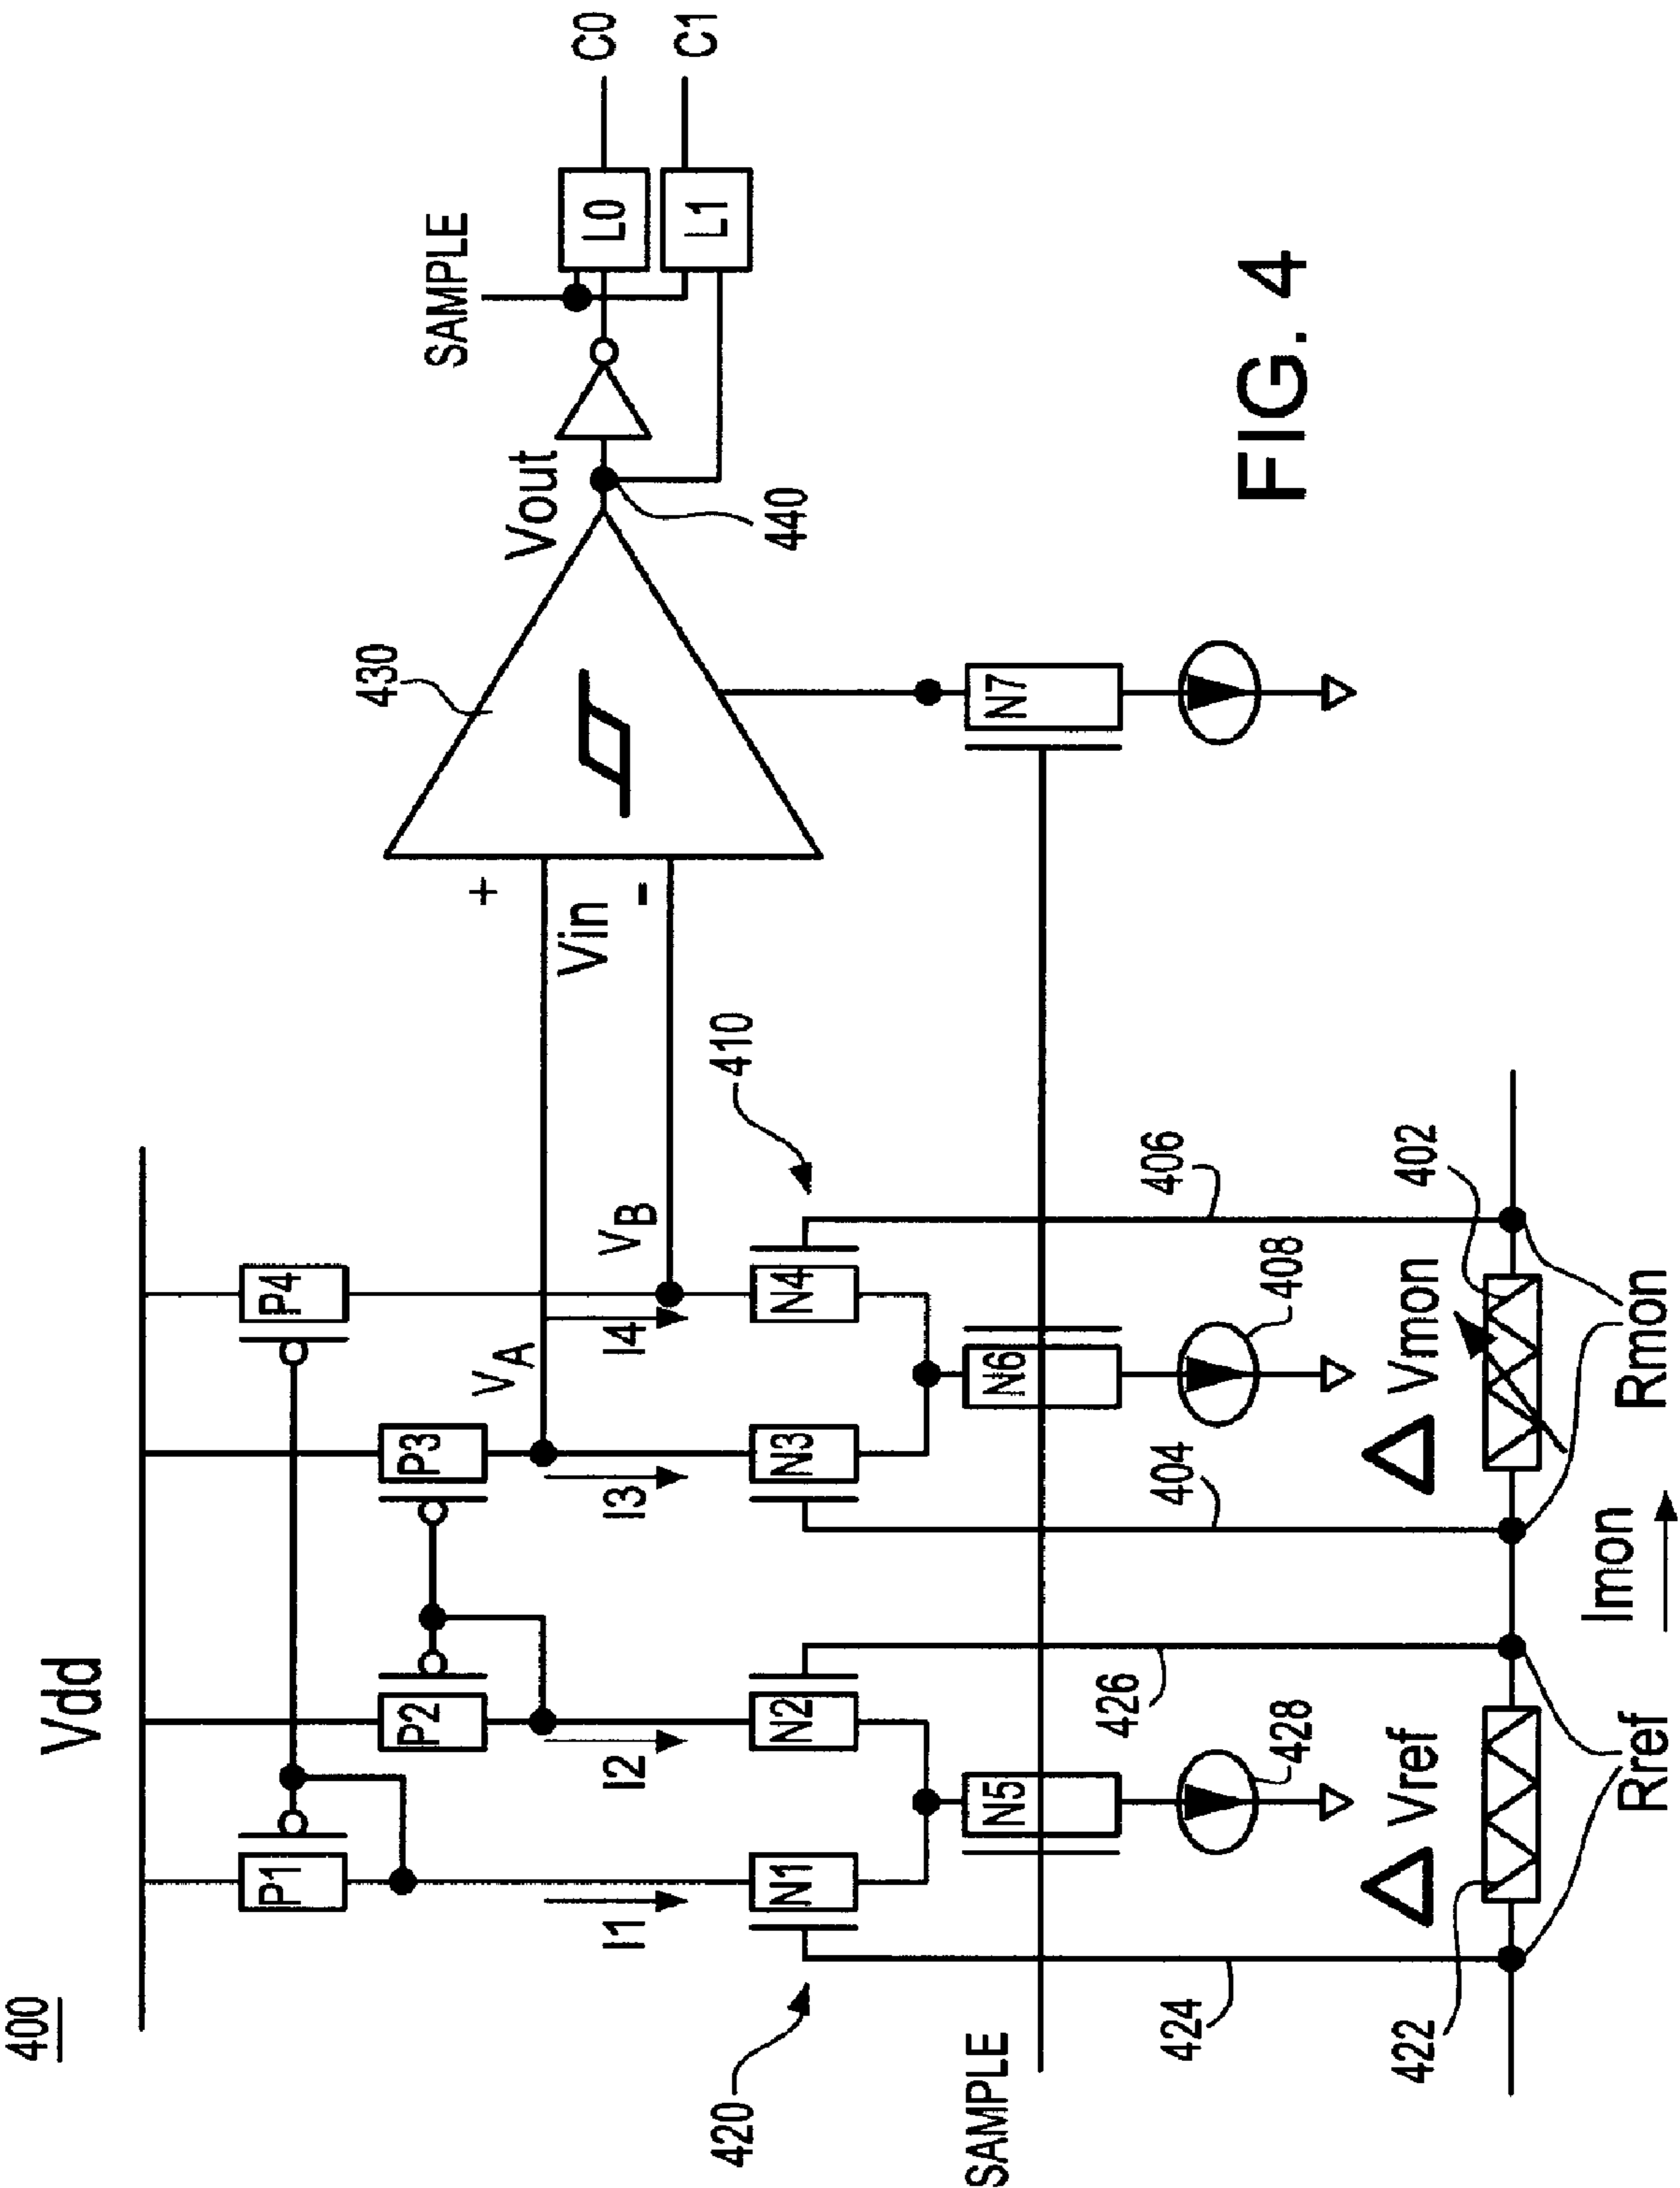 400
Vdd
P1
P2
P3
P4
I1
I2
I3
I4
VA
VB
Vin
+
-
430
Vout
440
SAMPLE
L0
L1
C0
C1
420
410
N1
N2
N3
N4
SAMPLE
N5
N6
N7
424
426
428
404
406
408
422
Vref
Vmon
402
Rref
Imon
Rmon
FIG. 4